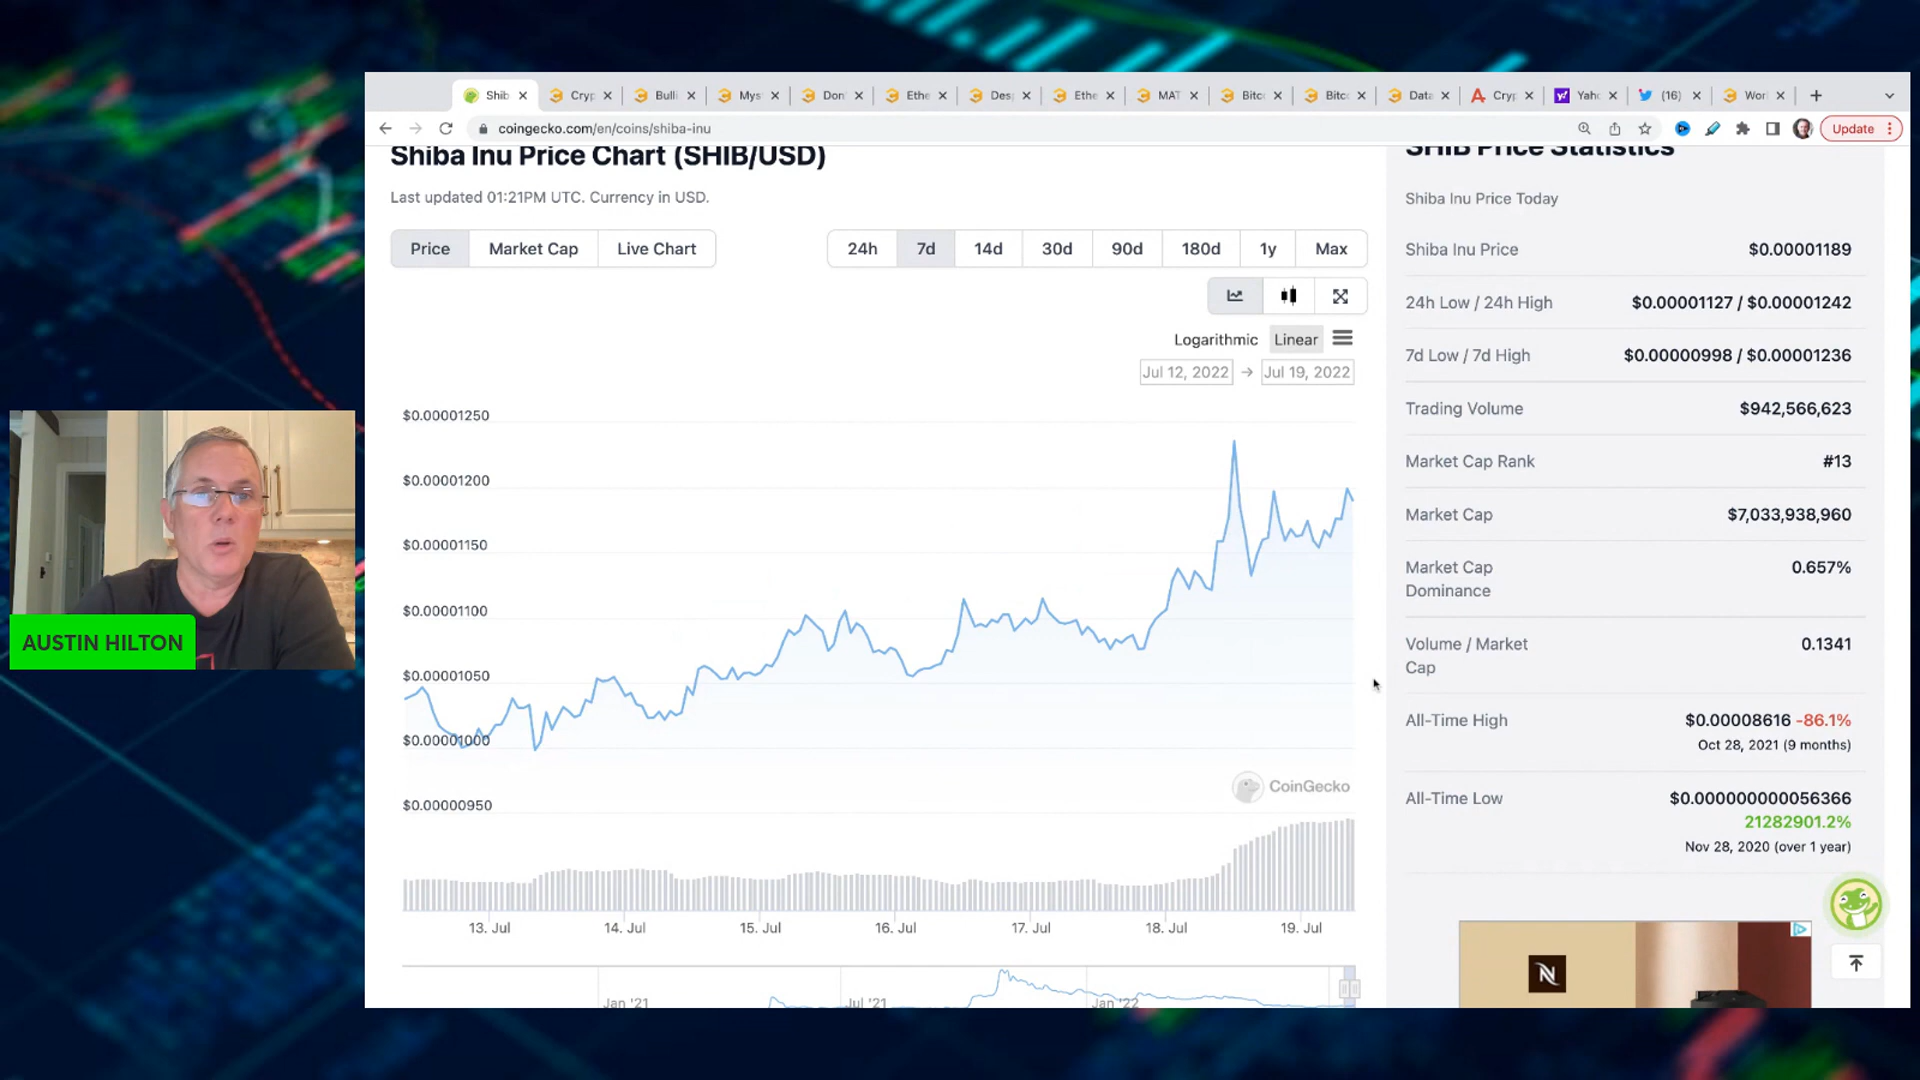 Shib
Cryp
Bulli
Mys
Don'
Ethe
Des
Ethe
MAT
Bitc
Bitc
Data
Cryp
Yaho
(16)
Worl
coingecko.com/en/coins/shiba-inu
Update
Shiba Inu Price Chart (SHIB/USD)
Last updated 01:21PM UTC. Currency in USD.
Price Market Cap Live Chart
24h 7d 14d 30d 90d 180d 1y Max
Logarithmic Linear
Jul 12, 2022 → Jul 19, 2022
$0.00001250
$0.00001200
$0.00001150
$0.00001100
$0.00001050
$0.00001000
$0.00000950
CoinGecko
13. Jul 14. Jul 15. Jul 16. Jul 17. Jul 18. Jul 19. Jul
Jan '21 Jul '21 Jan '22
SHIB Price Statistics
Shiba Inu Price Today
Shiba Inu Price $0.00001189
24h Low / 24h High $0.00001127 / $0.00001242
7d Low / 7d High $0.00000998 / $0.00001236
Trading Volume $942,566,623
Market Cap Rank #13
Market Cap $7,033,938,960
Market Cap Dominance 0.657%
Volume / Market Cap 0.1341
All-Time High $0.00008616 -86.1%
Oct 28, 2021 (9 months)
All-Time Low $0.000000000056366
21282901.2%
Nov 28, 2020 (over 1 year)
N
AUSTIN HILTON